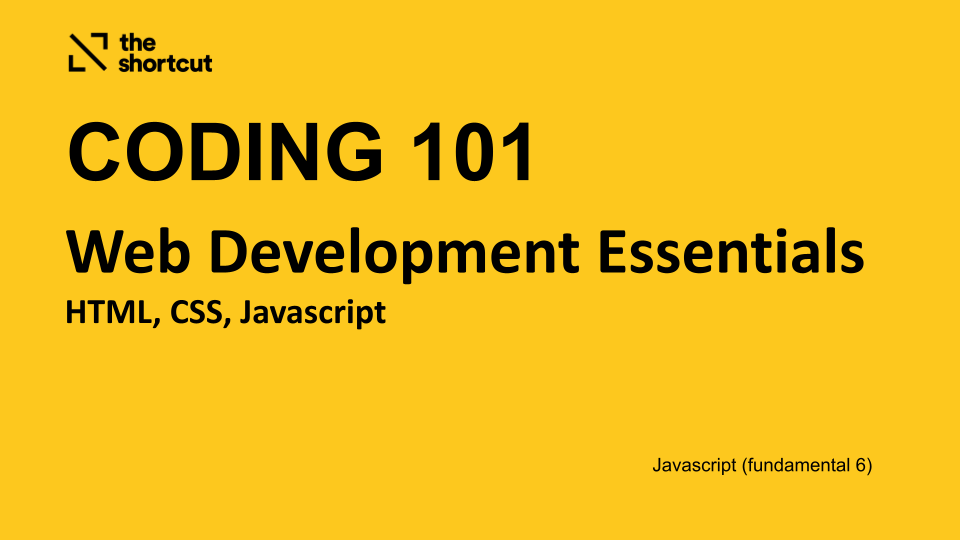 the
shortcut
CODING 101
Web Development Essentials
HTML, CSS, Javascript
Javascript (fundamental 6)